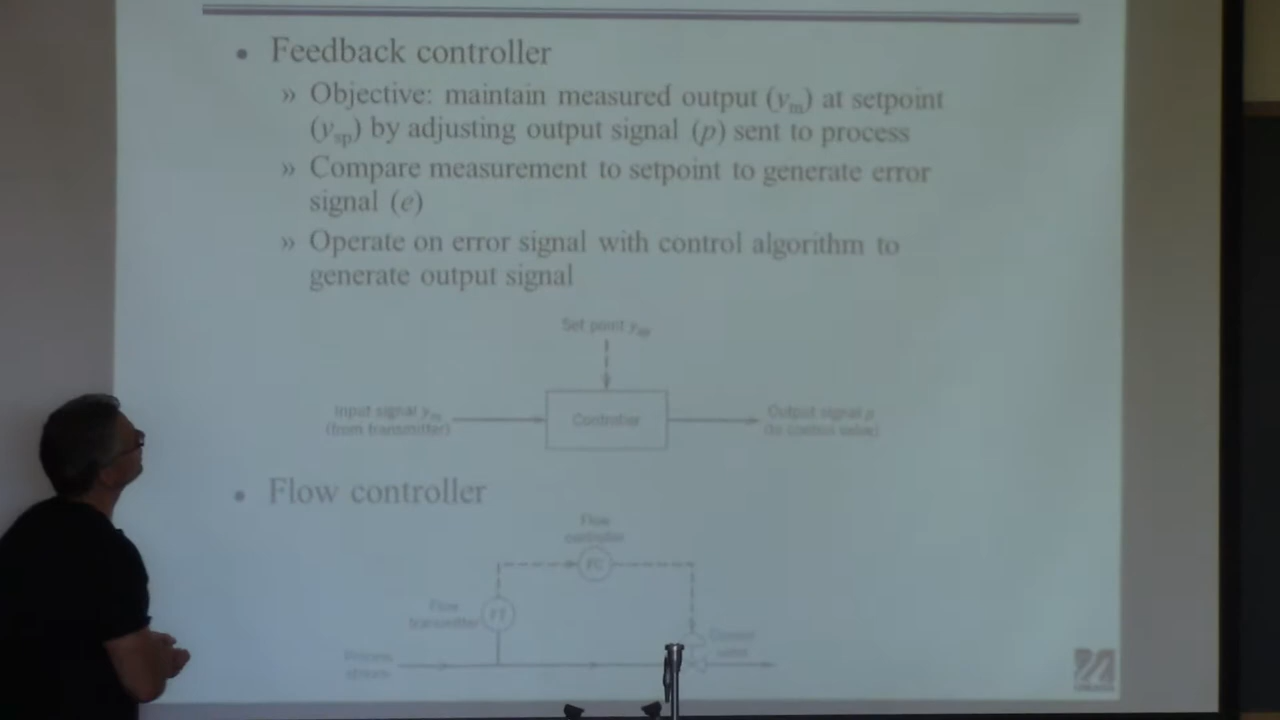 • Feedback controller
» Objective: maintain measured output (ym) at setpoint
(ysp) by adjusting output signal (p) sent to process
» Compare measurement to setpoint to generate error
signal (e)
» Operate on error signal with control algorithm to
generate output signal
Set point ysp
Input signal ym
(from transmitter)
Controller
Output signal p
(to control valve)
• Flow controller
Flow
controller
FC
Flow
transmitter
FT
Control
valve
Process
stream